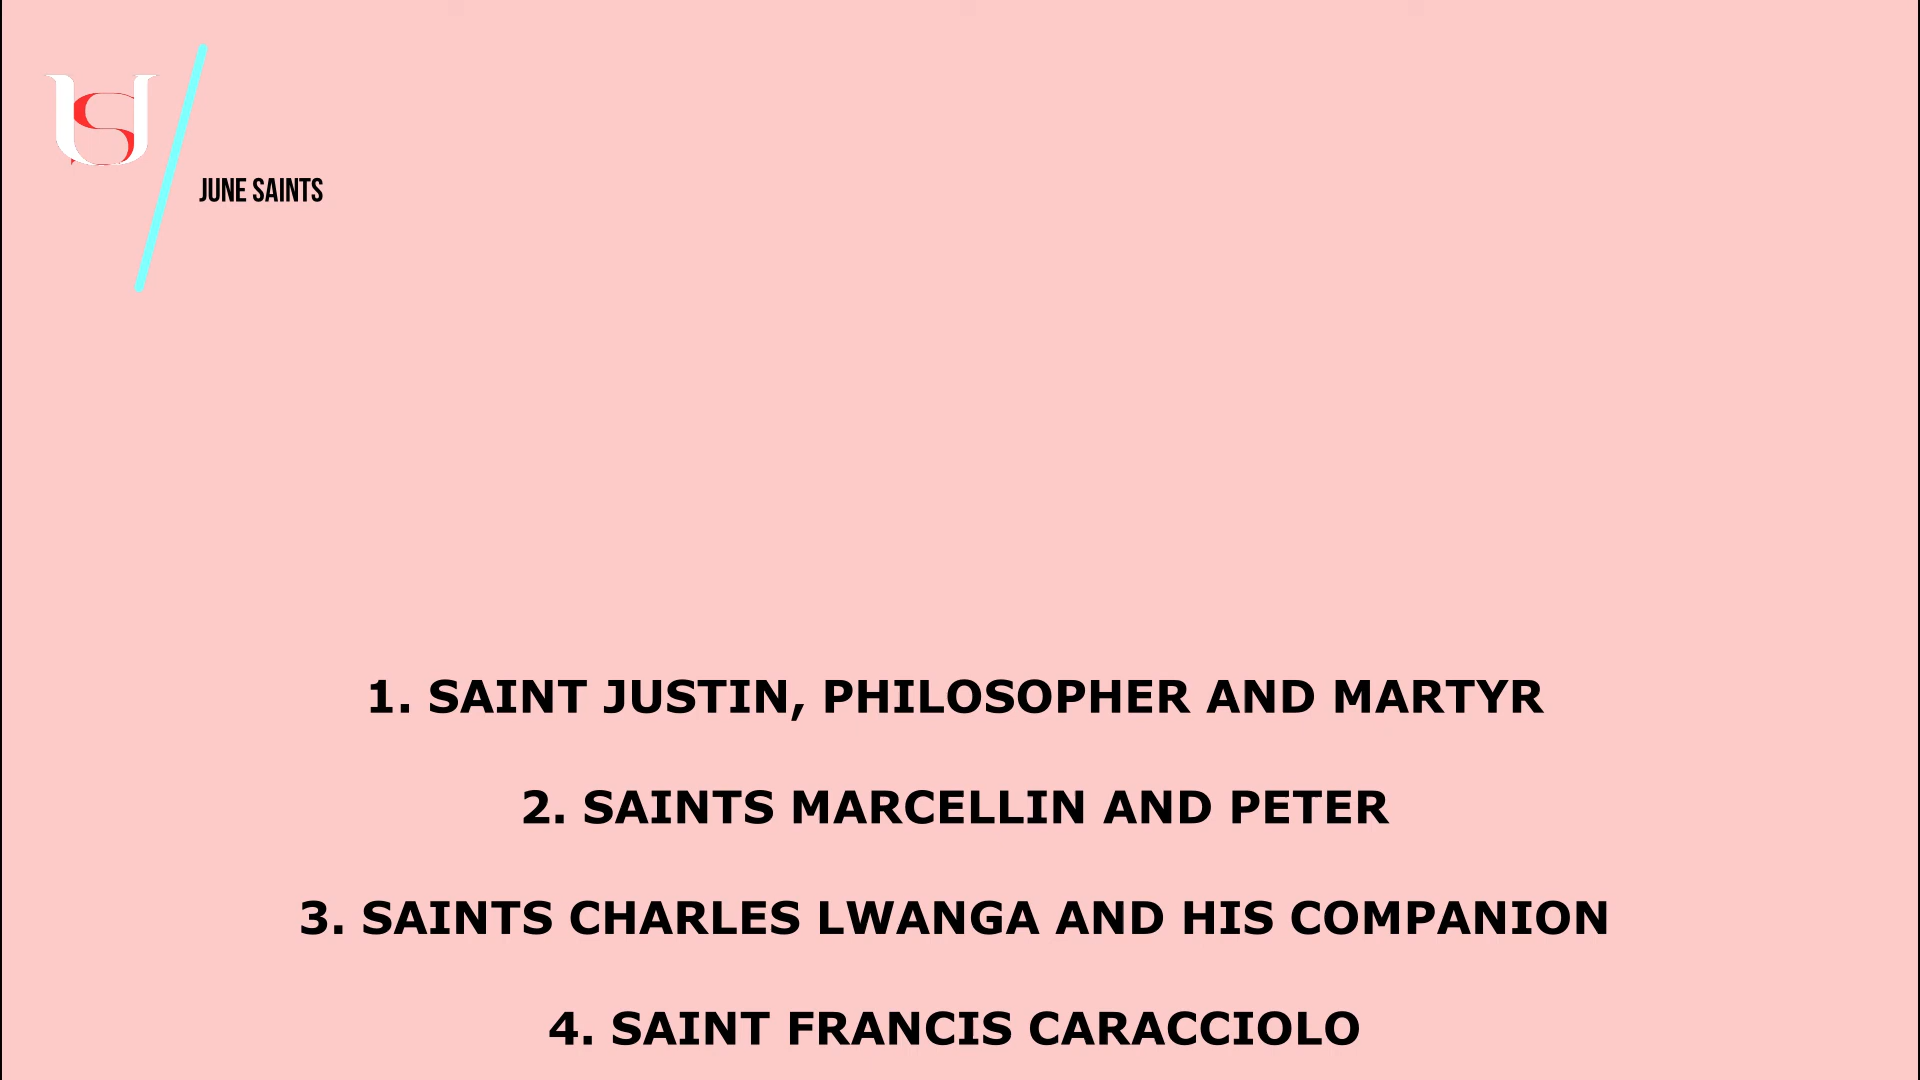 US
JUNE SAINTS
1. SAINT JUSTIN, PHILOSOPHER AND MARTYR
2. SAINTS MARCELLIN AND PETER
3. SAINTS CHARLES LWANGA AND HIS COMPANION
4. SAINT FRANCIS CARACCIOLO